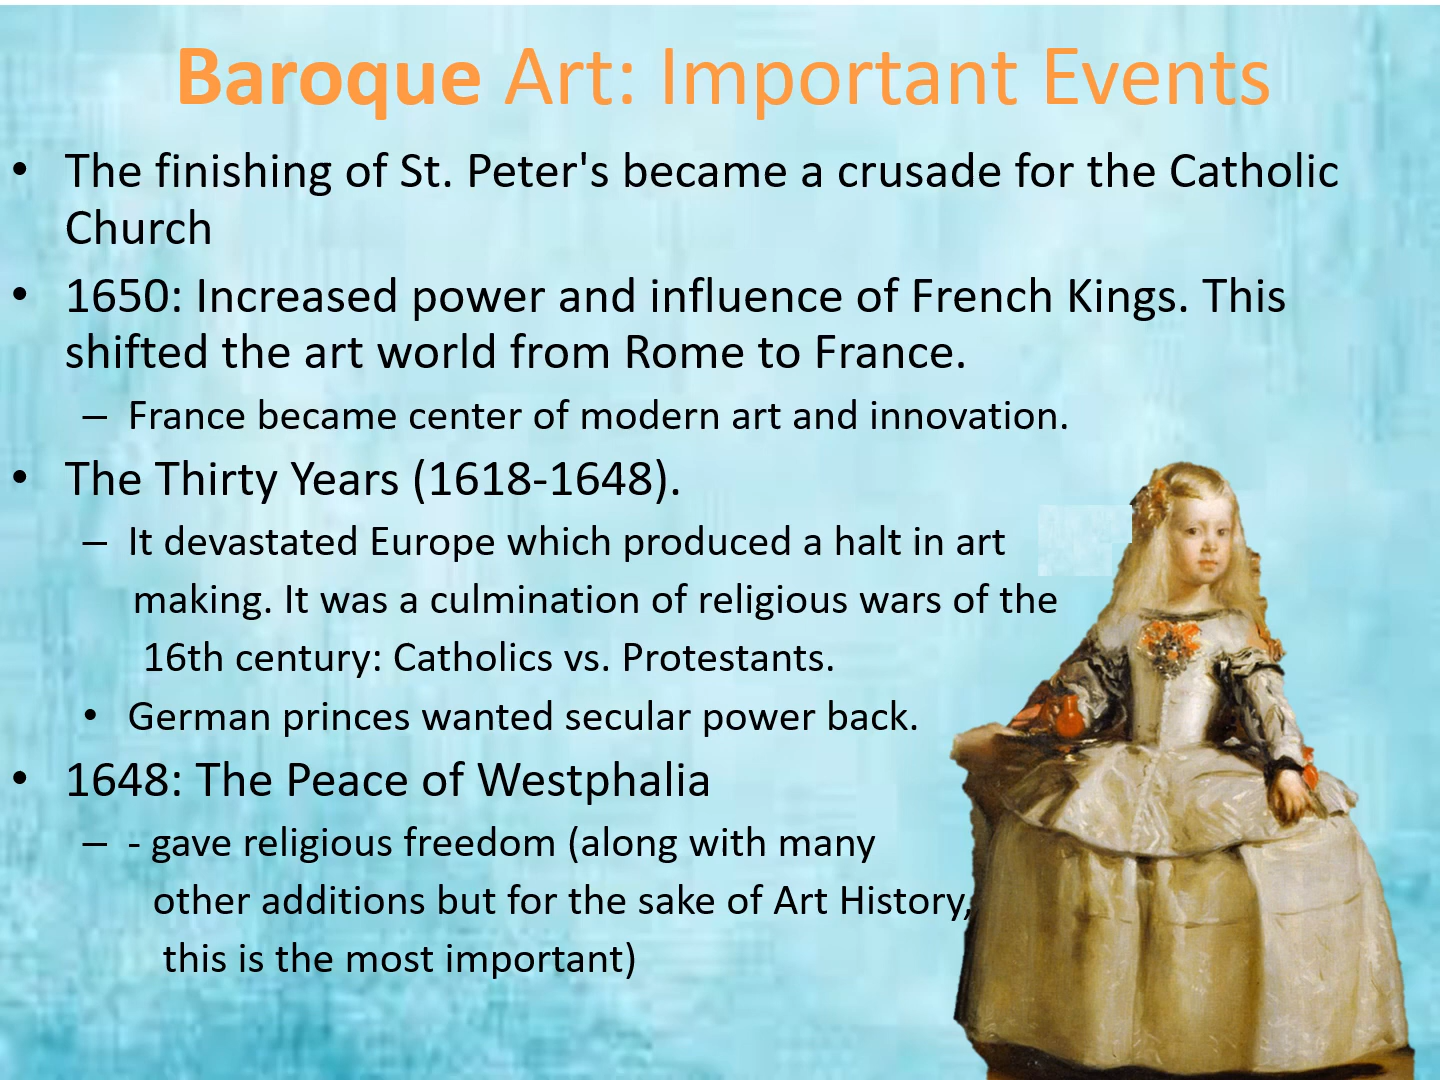 Baroque Art: Important Events
• The finishing of St. Peter's became a crusade for the Catholic
Church
• 1650: Increased power and influence of French Kings. This
shifted the art world from Rome to France.
– France became center of modern art and innovation.
• The Thirty Years (1618-1648).
– It devastated Europe which produced a halt in art
making. It was a culmination of religious wars of the
16th century: Catholics vs. Protestants.
• German princes wanted secular power back.
• 1648: The Peace of Westphalia
– - gave religious freedom (along with many
other additions but for the sake of Art History,
this is the most important)